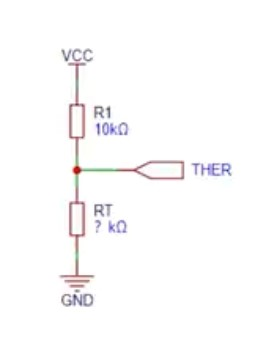 VCC
R1
10kΩ
THER
RT
? kΩ
GND